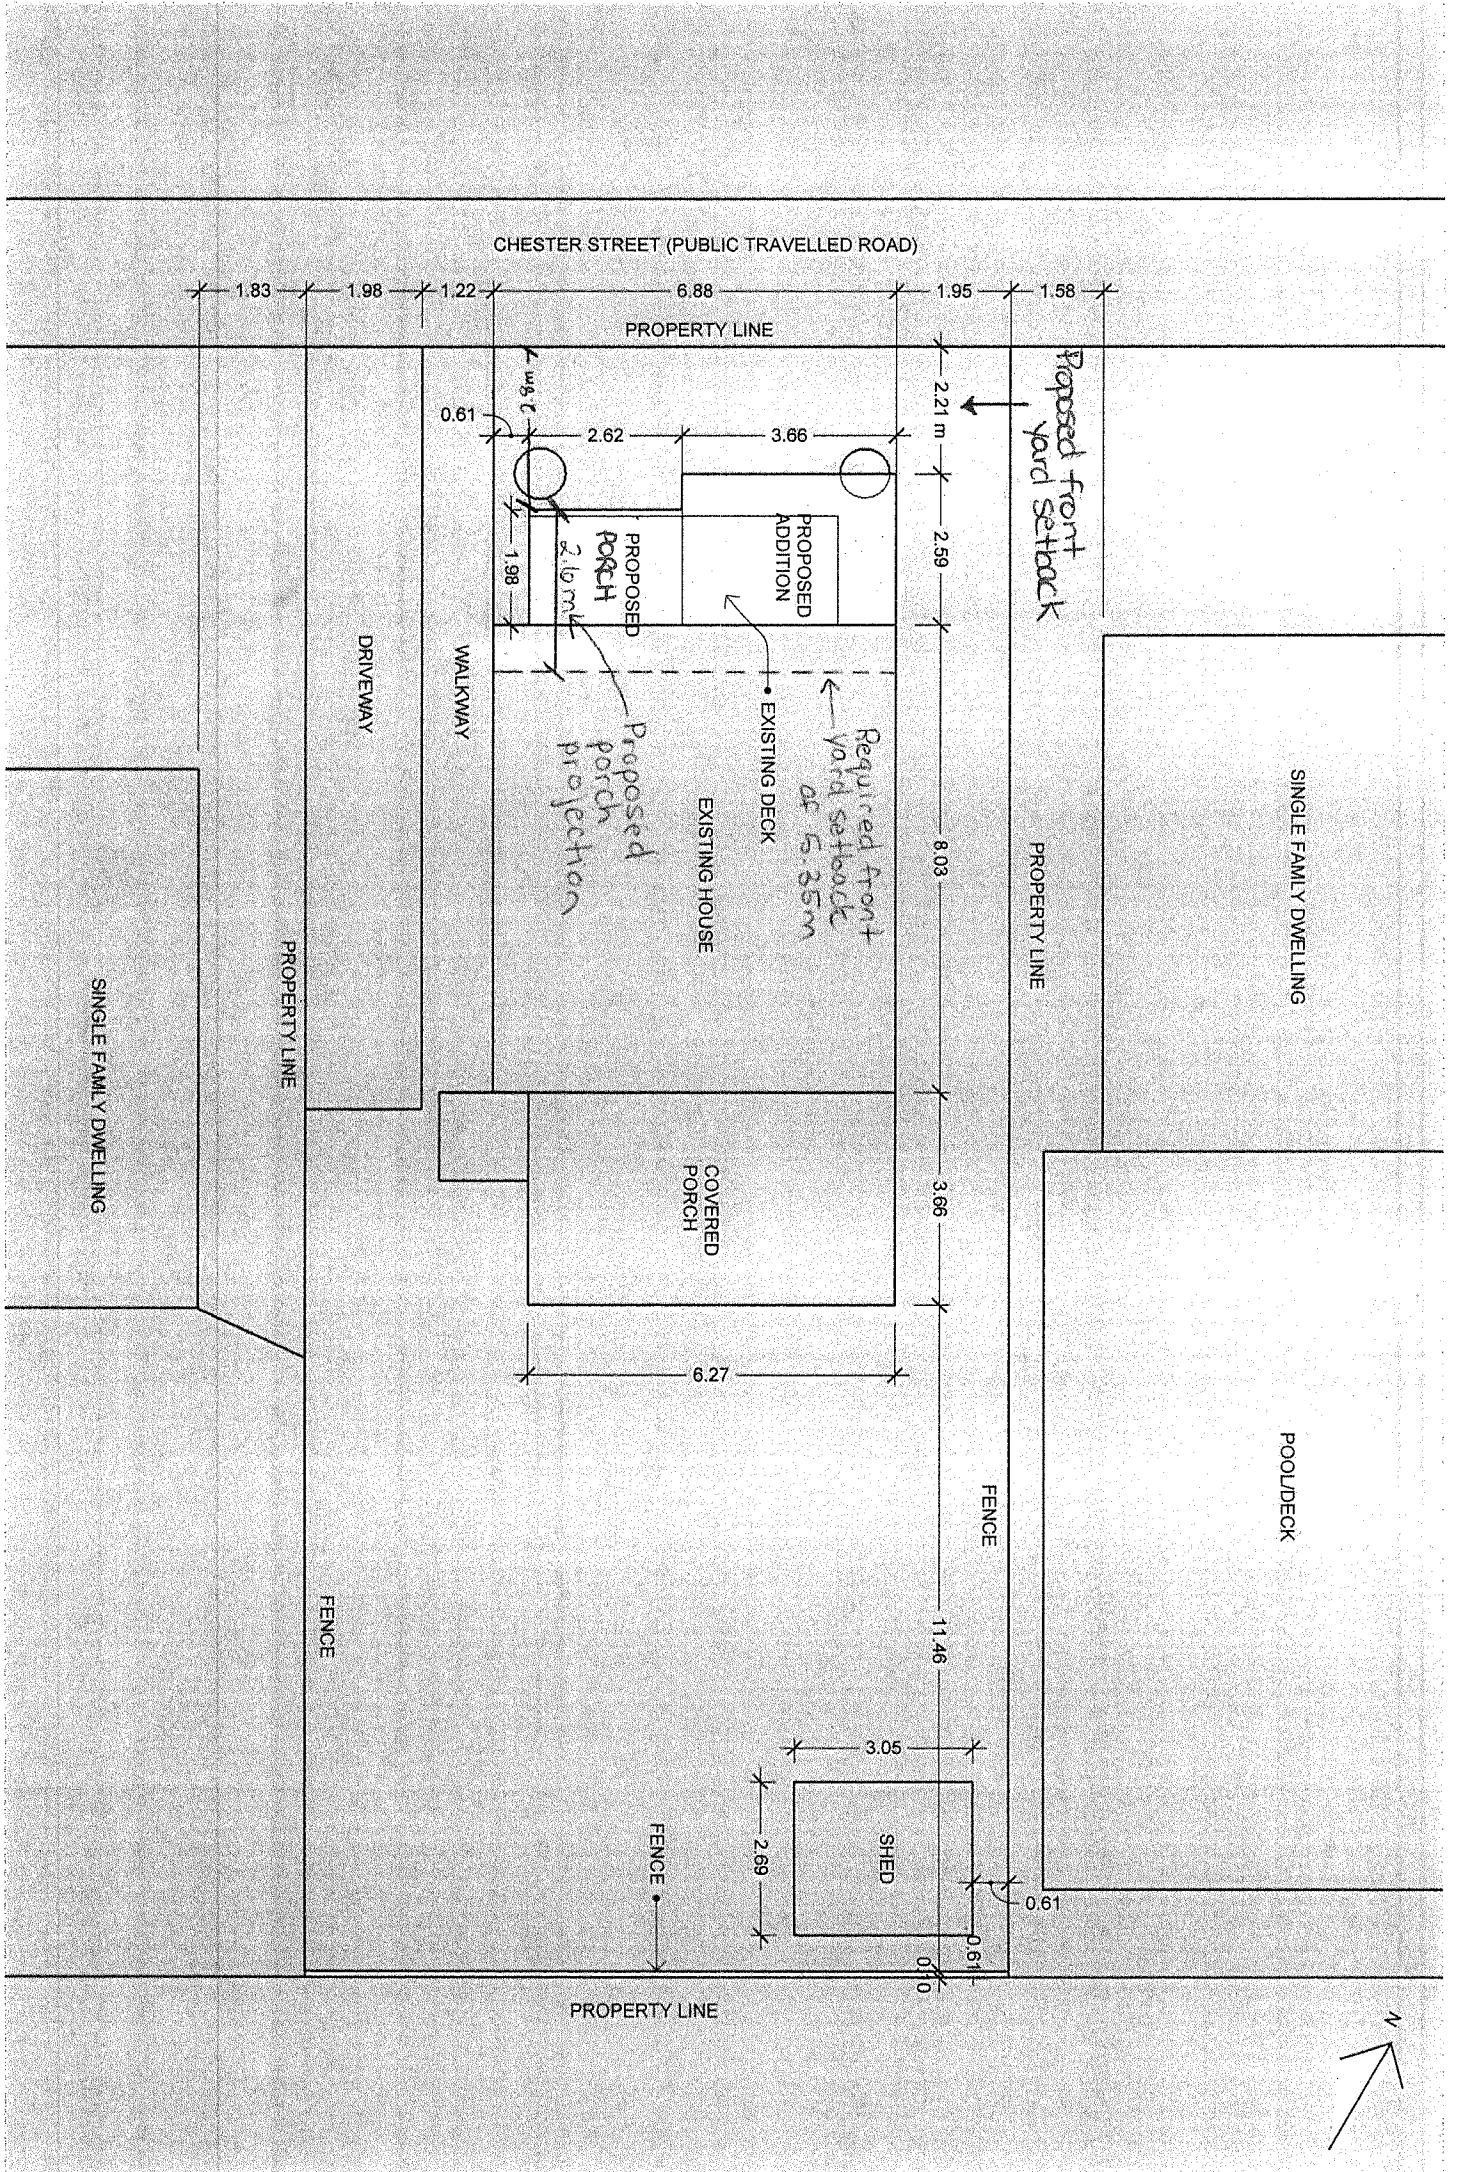 CHESTER STREET (PUBLIC TRAVELLED ROAD)
1.83
1.98
1.22
6.88
1.95
1.58
PROPERTY LINE
Proposed front
yard setback
2.21 m
2.8m
0.61
2.62
3.66
2.59
PROPOSED
ADDITION
PROPOSED
PORCH
2.6m
1.98
DRIVEWAY
WALKWAY
EXISTING DECK
Required front
yard setback
of 5.35m
Proposed
porch
projection
EXISTING HOUSE
8.03
PROPERTY LINE
SINGLE FAMLY DWELLING
PROPERTY LINE
SINGLE FAMLY DWELLING
COVERED
PORCH
3.66
6.27
POOL/DECK
FENCE
FENCE
11.46
3.05
2.69
SHED
FENCE
0.61
0.61
0.10
PROPERTY LINE
N